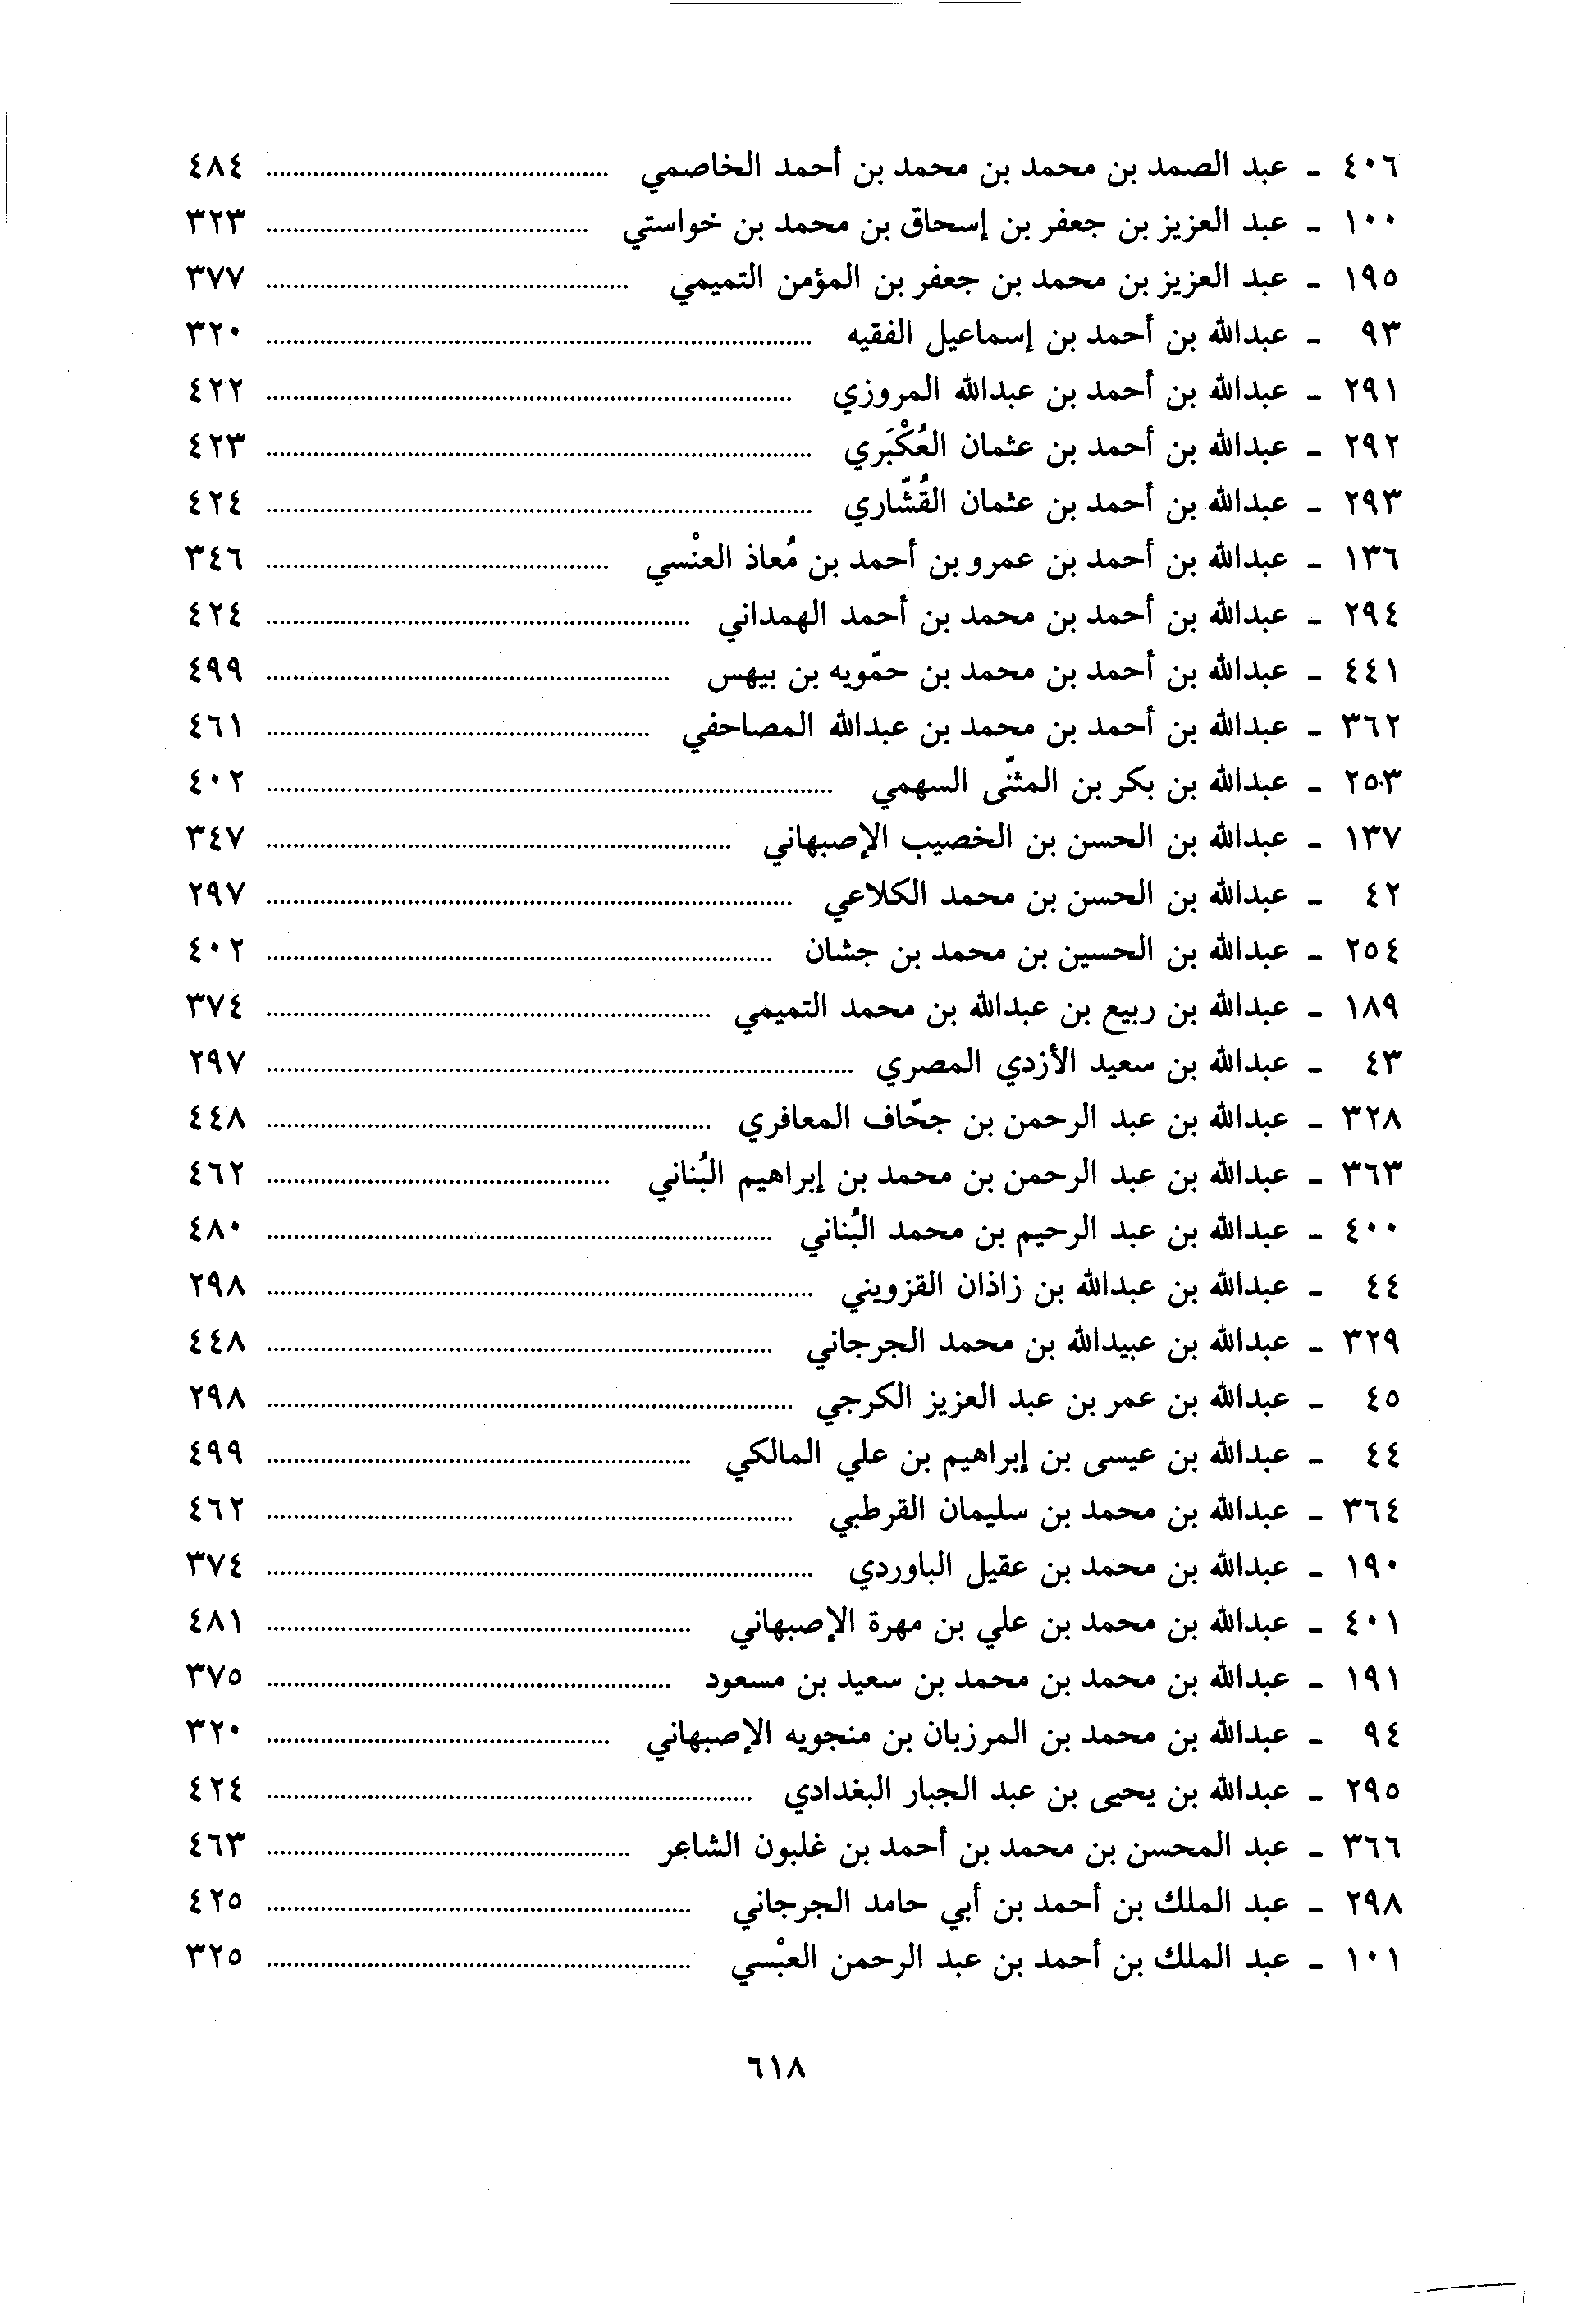 ٤٠٦ - عبد الصمد بن محمد بن محمد بن أحمد الخاصمي ........ ٤٨٤
١٠٠ - عبد العزيز بن جعفر بن إسحاق بن محمد بن خواستي ........ ٣٢٣
١٩٥ - عبد العزيز بن محمد بن جعفر بن المؤمن التميمي ........ ٣٧٧
٩٣ - عبدالله بن أحمد بن إسماعيل الفقيه ........ ٣٢٠
٢٩١ - عبدالله بن أحمد بن عبدالله المروزي ........ ٤٢٢
٢٩٢ - عبدالله بن أحمد بن عثمان العُكْبَري ........ ٤٢٣
٢٩٣ - عبدالله بن أحمد بن عثمان القُشّاري ........ ٤٢٤
١٣٦ - عبدالله بن أحمد بن عمرو بن أحمد بن مُعاذ العنْسي ........ ٣٤٦
٢٩٤ - عبدالله بن أحمد بن محمد بن أحمد الهمداني ........ ٤٢٤
٤٤١ - عبدالله بن أحمد بن محمد بن حمّويه بن بيهس ........ ٤٩٩
٣٦٢ - عبدالله بن أحمد بن محمد بن عبدالله المصاحفي ........ ٤٦١
٢٥٣ - عبدالله بن بكر بن المثنّى السهمي ........ ٤٠٢
١٣٧ - عبدالله بن الحسن بن الخصيب الإصبهاني ........ ٣٤٧
٤٢ - عبدالله بن الحسن بن محمد الكلاعي ........ ٢٩٧
٢٥٤ - عبدالله بن الحسين بن محمد بن جشان ........ ٤٠٢
١٨٩ - عبدالله بن ربيع بن عبدالله بن محمد التميمي ........ ٣٧٤
٤٣ - عبدالله بن سعيد الأزدي المصري ........ ٢٩٧
٣٢٨ - عبدالله بن عبد الرحمن بن جحّاف المعافري ........ ٤٤٨
٣٦٣ - عبدالله بن عبد الرحمن بن محمد بن إبراهيم البُناني ........ ٤٦٢
٤٠٠ - عبدالله بن عبد الرحيم بن محمد البُناني ........ ٤٨٠
٤٤ - عبدالله بن عبدالله بن زاذان القزويني ........ ٢٩٨
٣٢٩ - عبدالله بن عبيدالله بن محمد الجرجاني ........ ٤٤٨
٤٥ - عبدالله بن عمر بن عبد العزيز الكرجي ........ ٢٩٨
٤٤ - عبدالله بن عيسى بن إبراهيم بن علي المالكي ........ ٤٩٩
٣٦٤ - عبدالله بن محمد بن سليمان القرطبي ........ ٤٦٢
١٩٠ - عبدالله بن محمد بن عقيل الباوردي ........ ٣٧٤
٤٠١ - عبدالله بن محمد بن علي بن مهرة الإصبهاني ........ ٤٨١
١٩١ - عبدالله بن محمد بن محمد بن سعيد بن مسعود ........ ٣٧٥
٩٤ - عبدالله بن محمد بن المرزبان بن منجويه الإصبهاني ........ ٣٢٠
٢٩٥ - عبدالله بن يحيى بن عبد الجبار البغدادي ........ ٤٢٤
٣٦٦ - عبد المحسن بن محمد بن أحمد بن غلبون الشاعر ........ ٤٦٣
٢٩٨ - عبد الملك بن أحمد بن أبي حامد الجرجاني ........ ٤٢٥
١٠١ - عبد الملك بن أحمد بن عبد الرحمن العبْسي ........ ٣٢٥
٦١٨